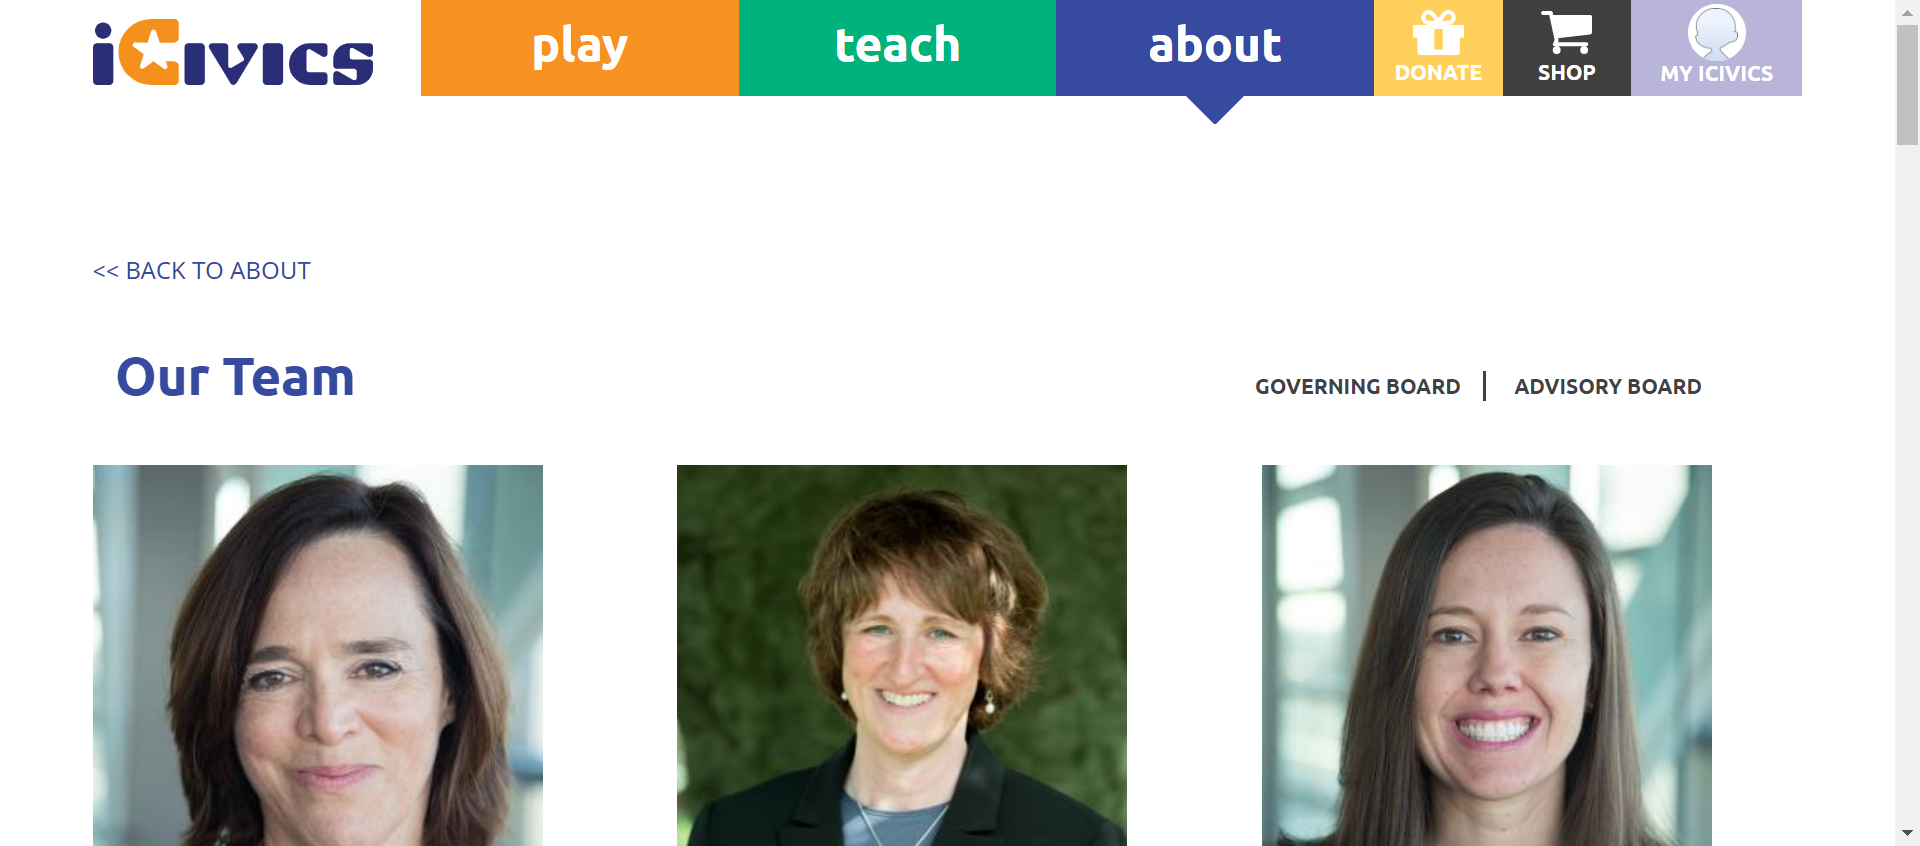 iCivics
play
teach
about
DONATE
SHOP
MY ICIVICS
<< BACK TO ABOUT
Our Team
GOVERNING BOARD
ADVISORY BOARD